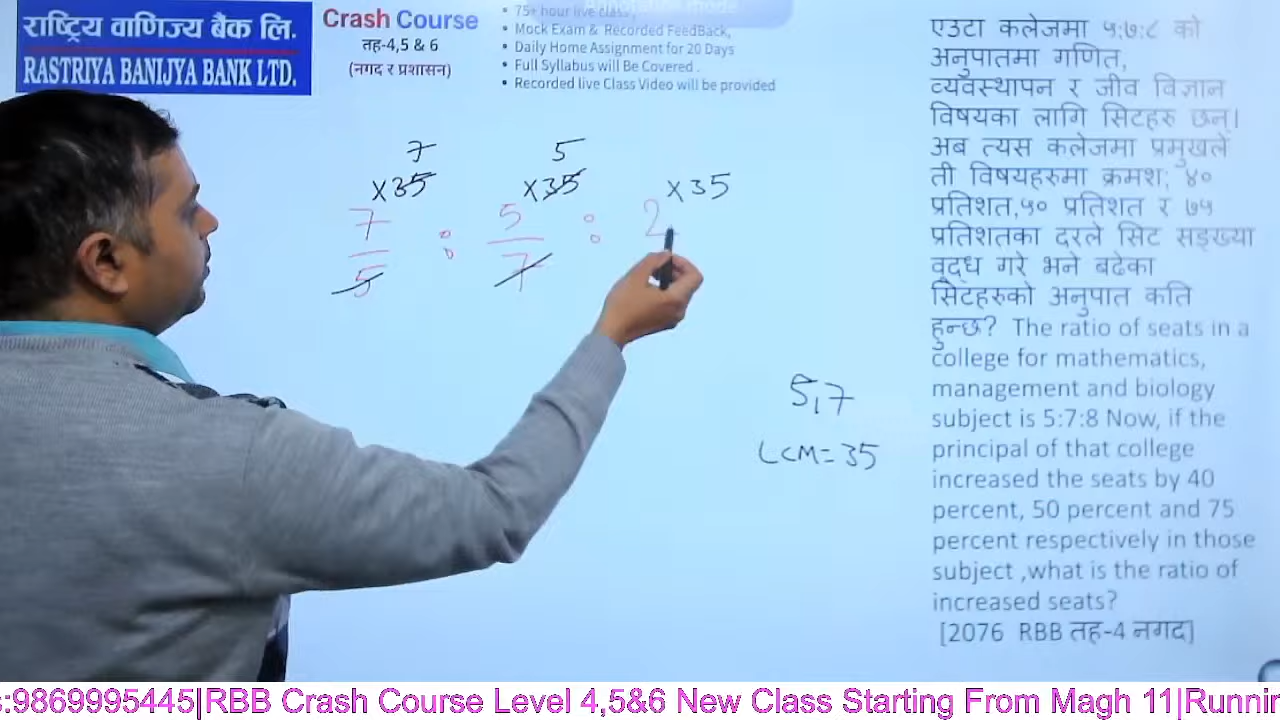 राष्ट्रिय वाणिज्य बैंक लि.
RASTRIYA BANIJYA BANK LTD.
Crash Course
तह-4,5 & 6
(नगद र प्रशासन)
• 75+ hour live class,
• Mock Exam & Recorded FeedBack,
• Daily Home Assignment for 20 Days
• Full Syllabus will Be Covered .
• Recorded live Class Video will be provided
7 5
×35 ×35 ×35
7/5 : 5/7 : 2
5,7
LCM=35
एउटा कलेजमा ५:७:८ को
अनुपातमा गणित,
व्यवस्थापन र जीव विज्ञान
विषयका लागि सिटहरु छन्।
अब त्यस कलेजमा प्रमुखले
ती विषयहरुमा क्रमश; ४०
प्रतिशत,५० प्रतिशत र ७५
प्रतिशतका दरले सिट सङ्ख्या
वृद्ध गरे भने बढेका
सिटहरुको अनुपात कति
हुन्छ? The ratio of seats in a
college for mathematics,
management and biology
subject is 5:7:8 Now, if the
principal of that college
increased the seats by 40
percent, 50 percent and 75
percent respectively in those
subject ,what is the ratio of
increased seats?
[2076 RBB तह-4 नगद]
s:9869995445|RBB Crash Course Level 4,5&6 New Class Starting From Magh 11|Runnin